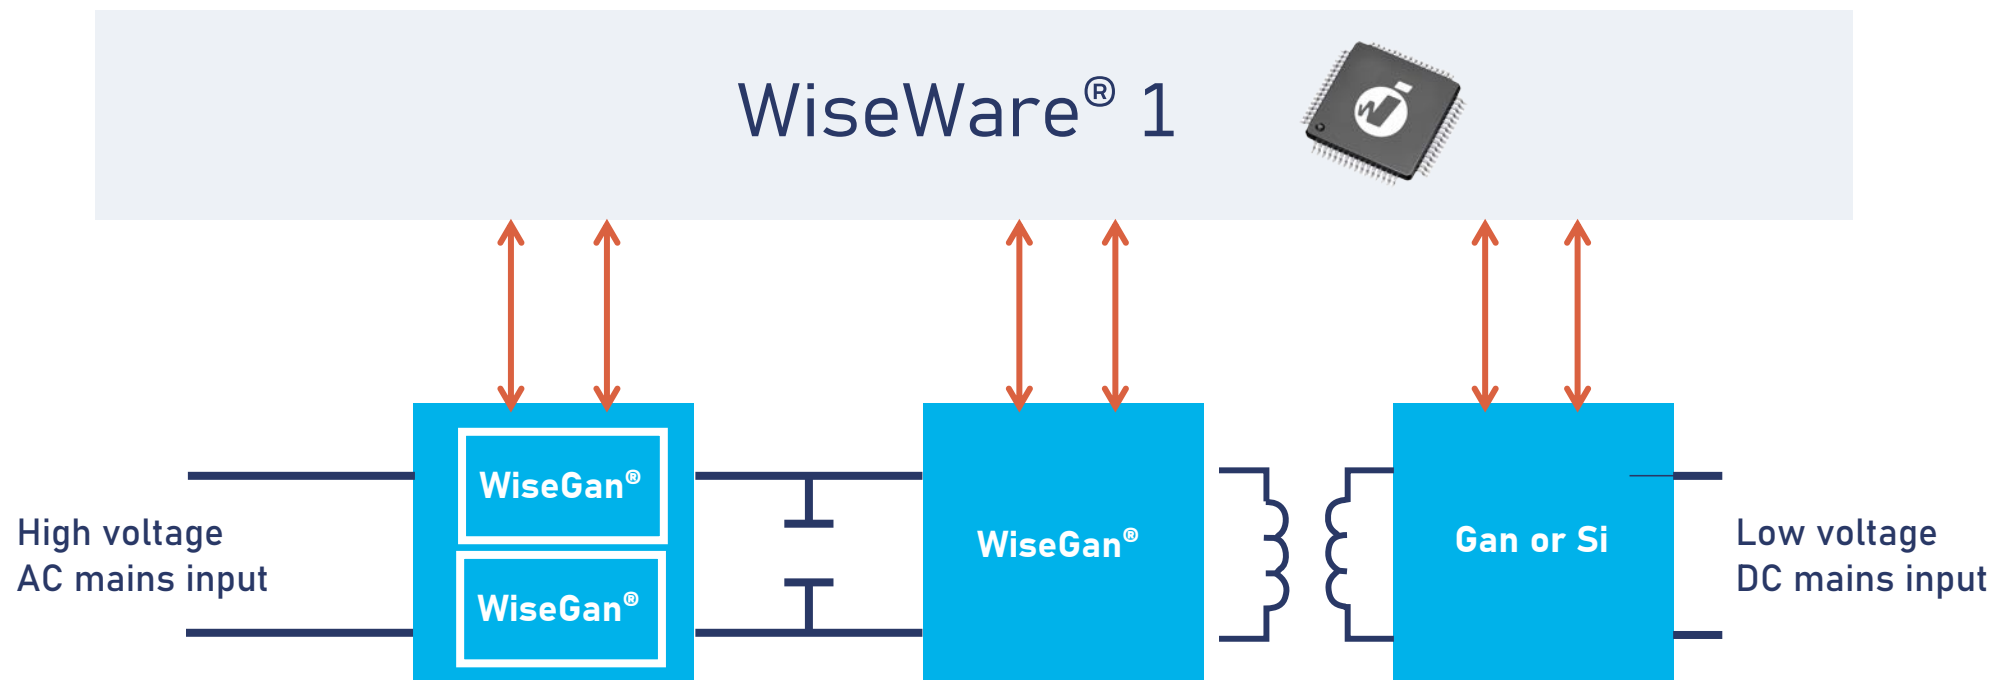 WiseWare® 1
WiseGan®
WiseGan®
WiseGan®
Gan or Si
High voltage
AC mains input
Low voltage
DC mains input